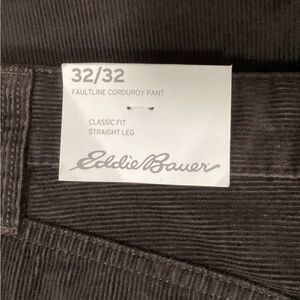 32/32
FAULTLINE CORDUROY PANT
CLASSIC FIT
STRAIGHT LEG
Eddie Bauer